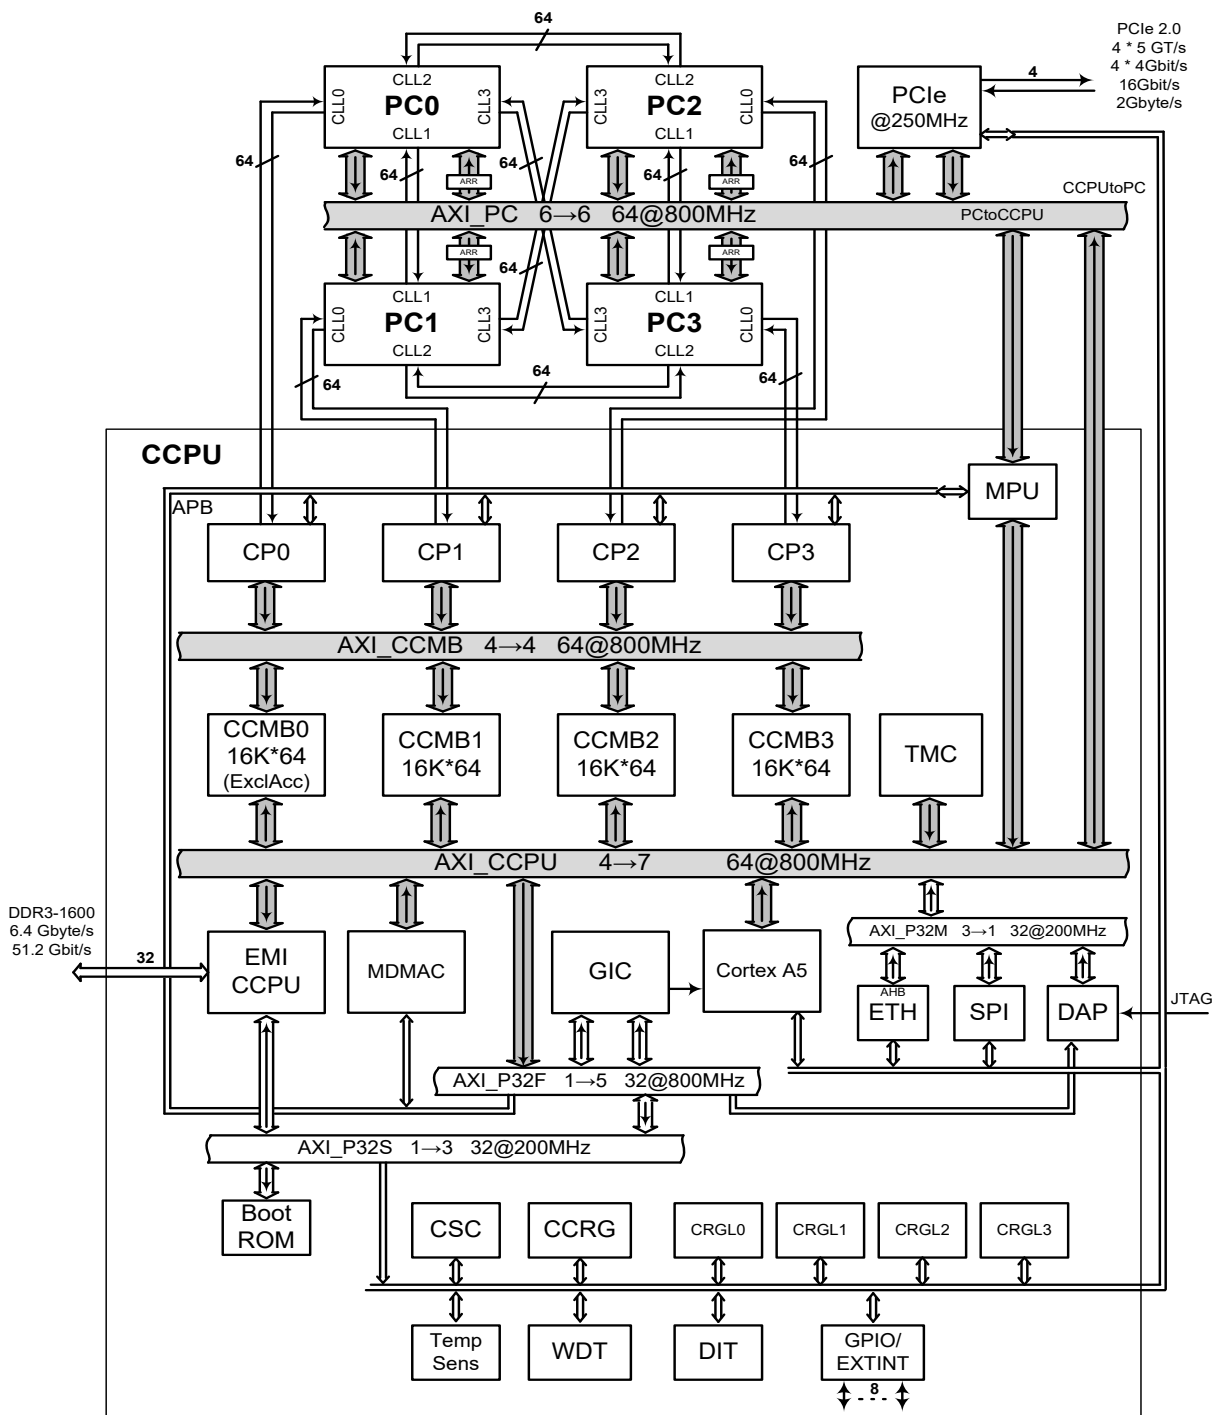 64
PCIe 2.0
4 * 5 GT/s
4 * 4Gbit/s
16Gbit/s
2Gbyte/s
4
CLL2
PC0
CLL0
CLL3
CLL1
CLL2
PC2
CLL3
CLL0
CLL1
PCIe
@250MHz
64
64
64
64
64
ARR
ARR
CCPUtoPC
AXI_PC 6→6 64@800MHz
PCtoCCPU
ARR
ARR
64
64
CLL1
PC1
CLL0
CLL3
CLL2
CLL1
PC3
CLL3
CLL0
CLL2
64
64
64
CCPU
MPU
APB
CP0
CP1
CP2
CP3
AXI_CCMB 4→4 64@800MHz
CCMB0
16K*64
(ExclAcc)
CCMB1
16K*64
CCMB2
16K*64
CCMB3
16K*64
TMC
AXI_CCPU 4→7 64@800MHz
DDR3-1600
6.4 Gbyte/s
51.2 Gbit/s
32
EMI
CCPU
MDMAC
GIC
Cortex A5
AXI_P32M 3→1 32@200MHz
AHB
ETH
SPI
DAP
JTAG
AXI_P32F 1→5 32@800MHz
AXI_P32S 1→3 32@200MHz
Boot
ROM
CSC
CCRG
CRGL0
CRGL1
CRGL2
CRGL3
Temp
Sens
WDT
DIT
GPIO/
EXTINT
8